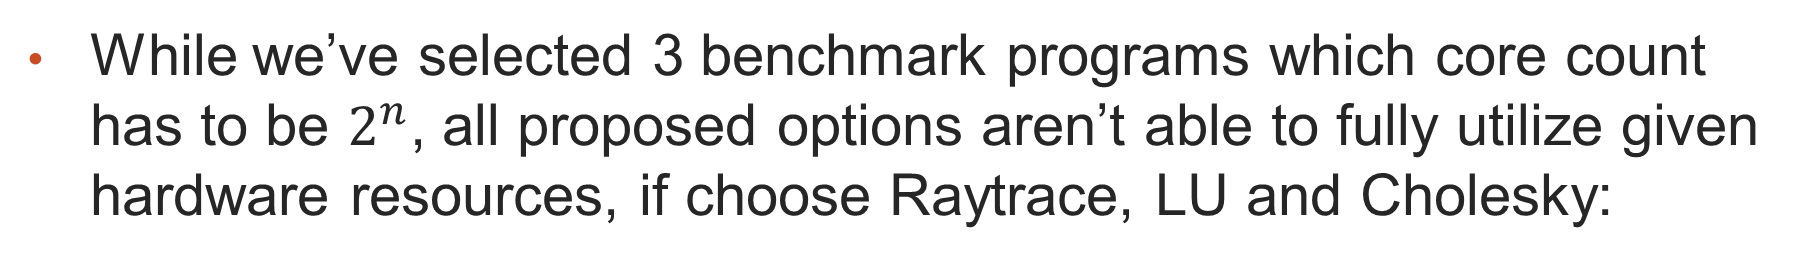 • While we’ve selected 3 benchmark programs which core count
has to be 2ⁿ, all proposed options aren’t able to fully utilize given
hardware resources, if choose Raytrace, LU and Cholesky: